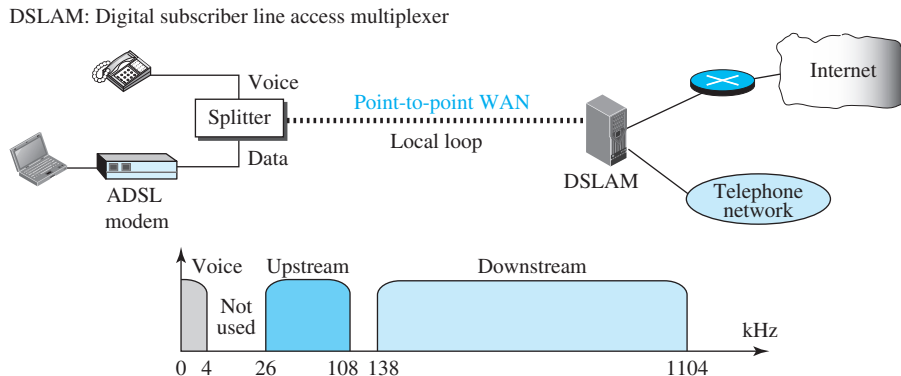 DSLAM: Digital subscriber line access multiplexer
Voice
Splitter
Data
ADSL
modem
Point-to-point WAN
Local loop
DSLAM
Internet
Telephone
network
Voice
Upstream
Downstream
Not
used
kHz
0 4 26 108 138 1104